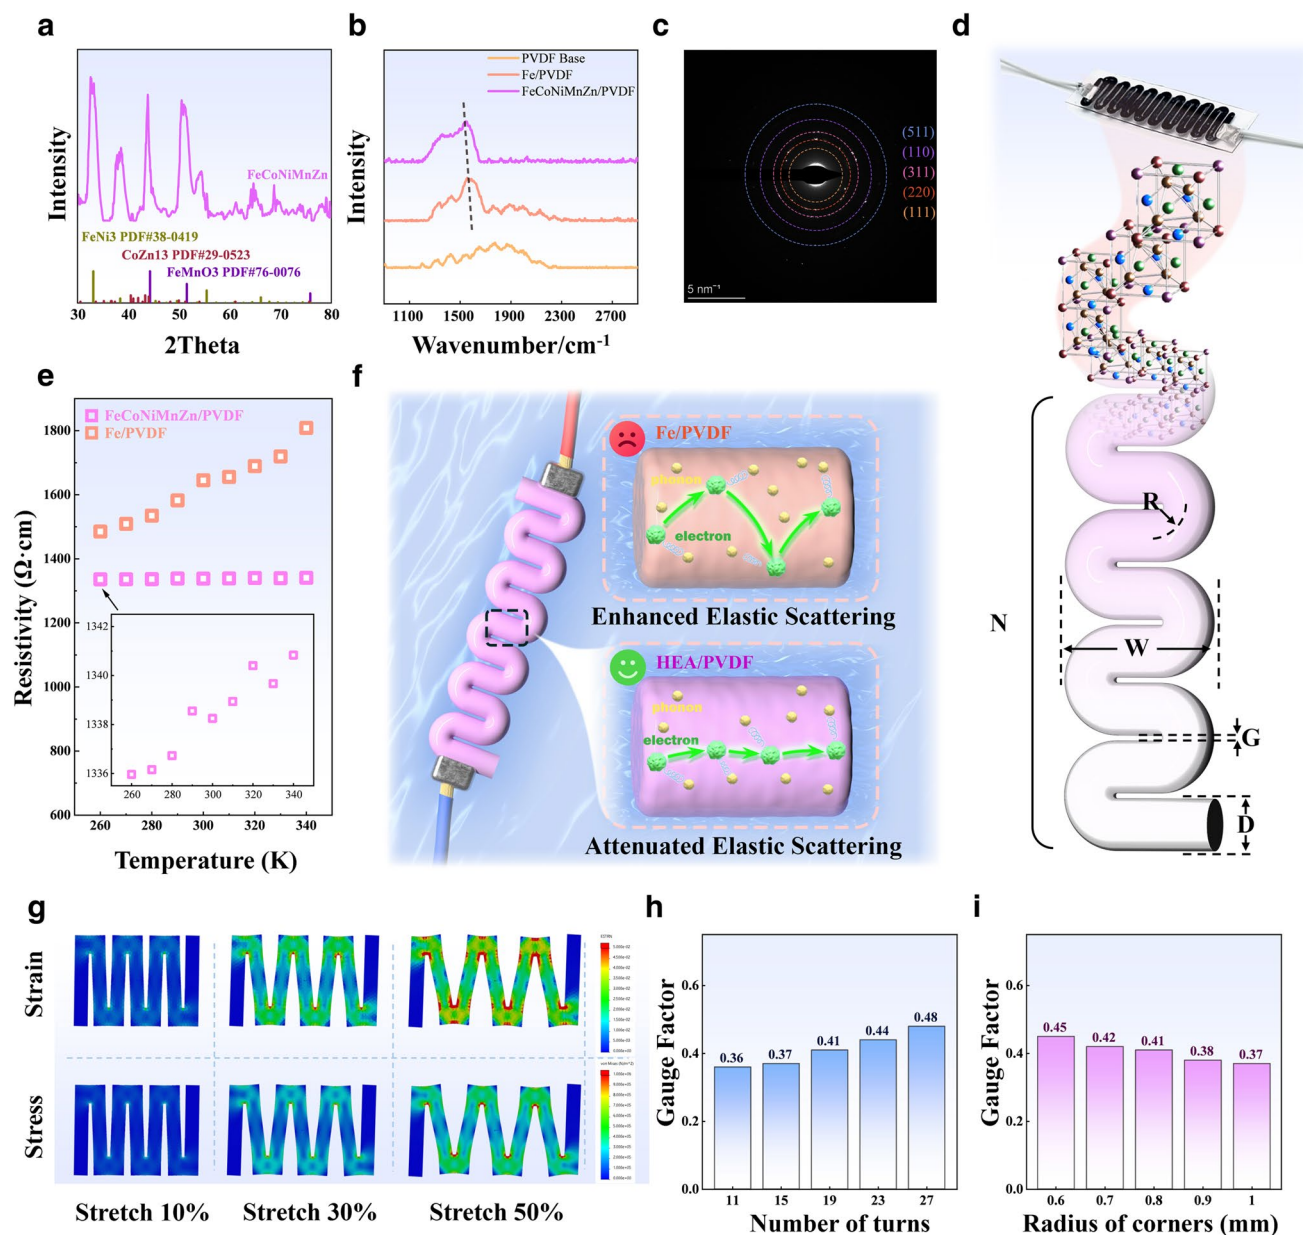 a
Intensity
FeCoNiMnZn
FeNi3 PDF#38-0419
CoZn13 PDF#29-0523
FeMnO3 PDF#76-0076
30 40 50 60 70 80
2Theta
b
Intensity
PVDF Base
Fe/PVDF
FeCoNiMnZn/PVDF
1100 1500 1900 2300 2700
Wavenumber/cm-1
c
(511)
(110)
(311)
(220)
(111)
5 nm⁻¹
d
R
N
W
G
D
e
Resistivity (Ω·cm)
FeCoNiMnZn/PVDF
Fe/PVDF
1800
1600
1400
1200
1000
800
600
1342
1340
1338
1336
260 280 300 320 340
260 280 300 320 340
Temperature (K)
f
Fe/PVDF
phonon
electron
Enhanced Elastic Scattering
HEA/PVDF
phonon
electron
Attenuated Elastic Scattering
g
Strain
Stress
Stretch 10% Stretch 30% Stretch 50%
h
Gauge Factor
0.6
0.4
0.2
0.0
0.36 0.37 0.41 0.44 0.48
11 15 19 23 27
Number of turns
i
Gauge Factor
0.6
0.4
0.2
0.0
0.45 0.42 0.41 0.38 0.37
0.6 0.7 0.8 0.9 1
Radius of corners (mm)